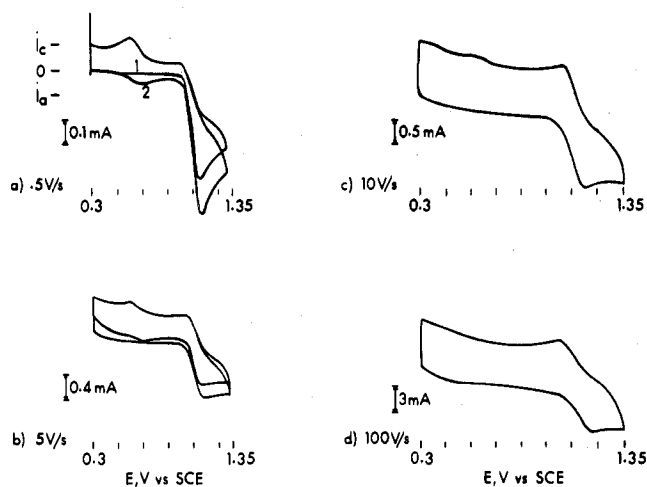 i_c –
0 –
i_a –
1
2
0.1mA
a) .5V/s
0.3
1.35
0.4mA
b) 5V/s
0.3
1.35
E,V vs SCE
0.5mA
c) 10V/s
0.3
1.35
3mA
d) 100V/s
0.3
1.35
E,V vs SCE